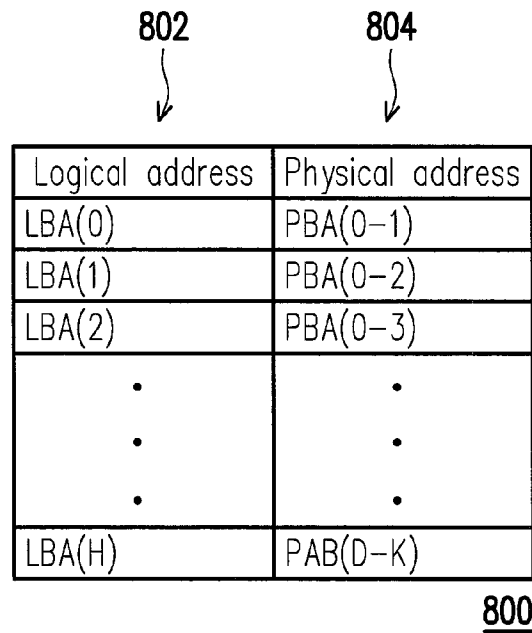 802 804
Logical address Physical address
LBA(0) PBA(0-1)
LBA(1) PBA(0-2)
LBA(2) PBA(0-3)
LBA(H) PAB(D-K)
800